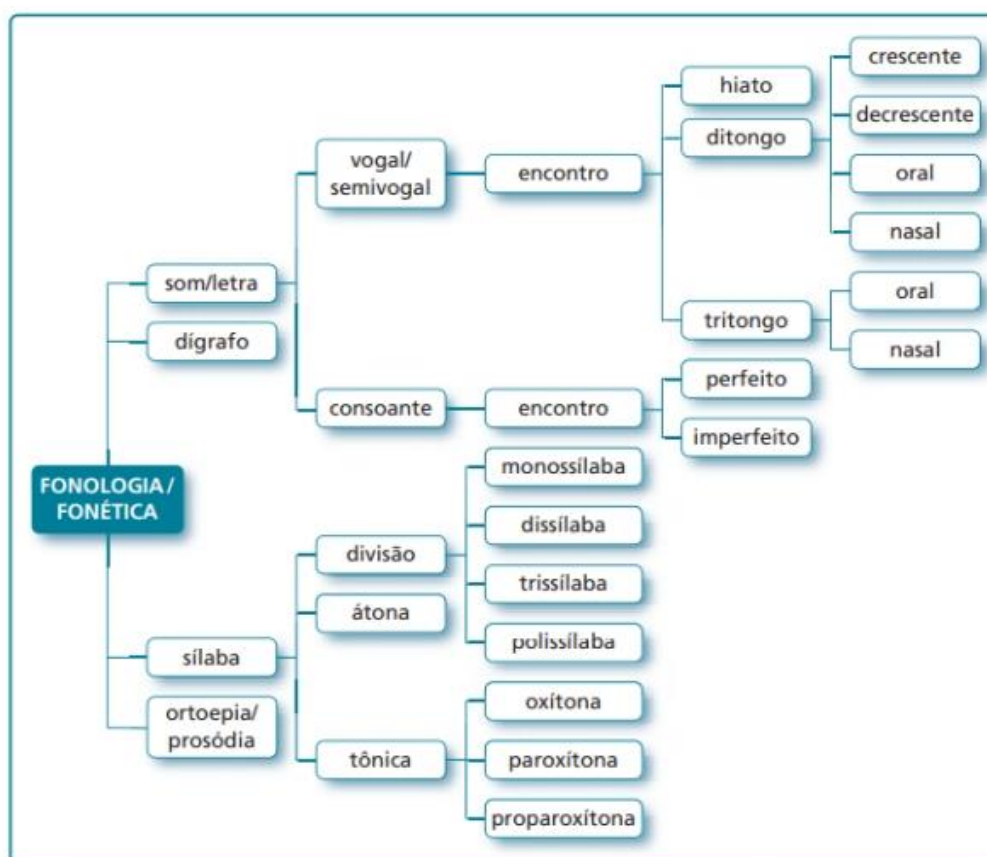 crescente
hiato
decrescente
ditongo
vogal/
semivogal
encontro
oral
nasal
som/letra
oral
tritongo
dígrafo
nasal
perfeito
consoante
encontro
imperfeito
monossílaba
FONOLOGIA /
FONÉTICA
dissílaba
divisão
trissílaba
átona
polissílaba
sílaba
oxítona
ortoepia/
prosódia
tônica
paroxítona
proparoxítona